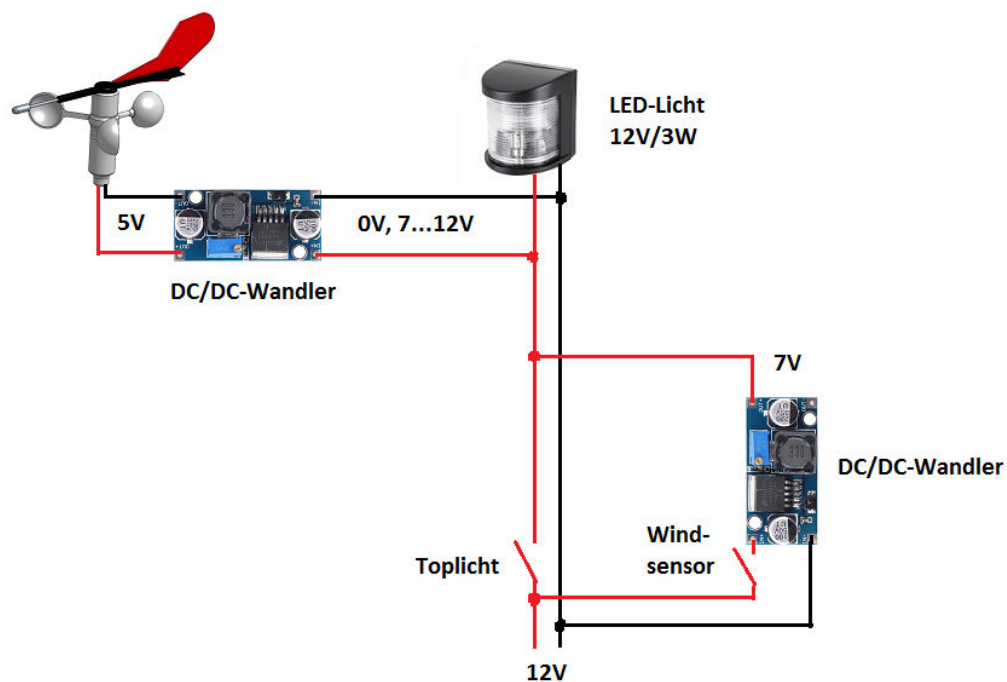 LED-Licht
12V/3W
5V
0V, 7...12V
DC/DC-Wandler
7V
DC/DC-Wandler
Wind-
sensor
Toplicht
12V